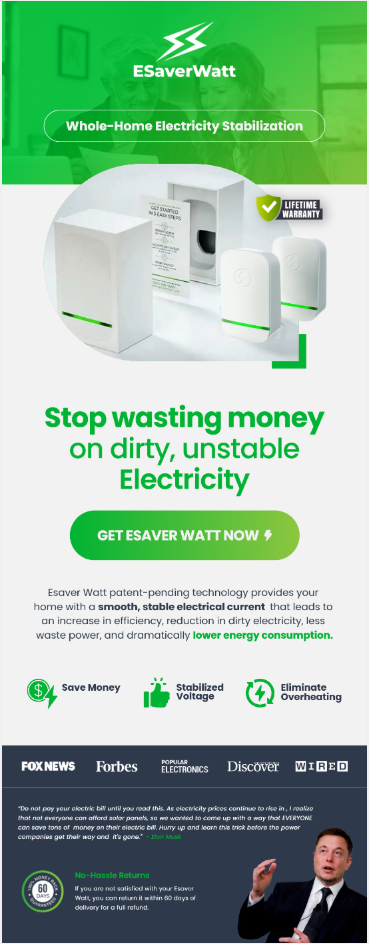 ESaverWatt
Whole-Home Electricity Stabilization
GET STARTED
IN 3 EASY STEPS
LIFETIME
WARRANTY
Stop wasting money
on dirty, unstable
Electricity
GET ESAVER WATT NOW
Esaver Watt patent-pending technology provides your
home with a smooth, stable electrical current that leads to
an increase in efficiency, reduction in dirty electricity, less
waste power, and dramatically lower energy consumption.
Save Money
Stabilized
Voltage
Eliminate
Overheating
FOX NEWS
Forbes
POPULAR
ELECTRONICS
Discover
WIRED
"Do not pay your electric bill until you read this. As electricity prices continue to rise in , I realize
that not everyone can afford solar panels, so we wanted to come up with a way that EVERYONE
can save tons of money on their electric bill. Hurry up and learn this trick before the power
companies get their way and it's gone." - Elon Musk
60
DAYS
No-Hassle Returns
If you are not satisfied with your Esaver
Watt, you can return it within 60 days of
delivery for a full refund.